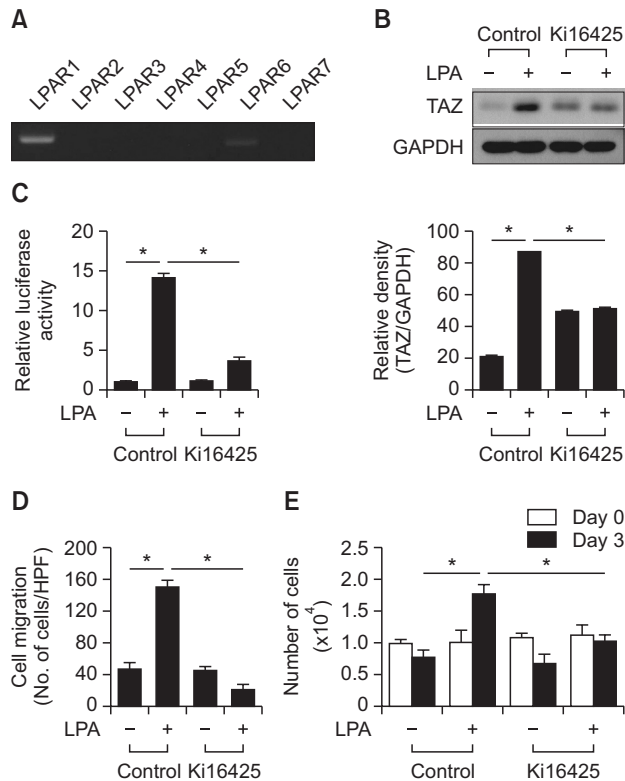 A
LPAR1 LPAR2 LPAR3 LPAR4 LPAR5 LPAR6 LPAR7
B
Control Ki16425
LPA – + – +
TAZ
GAPDH
Relative density
(TAZ/GAPDH)
100
80
60
40
20
0
* *
LPA – + – +
Control Ki16425
C
Relative luciferase
activity
20
15
10
5
0
* *
LPA – + – +
Control Ki16425
D
Cell migration
(No. of cells/HPF)
200
160
120
80
40
0
* *
LPA – + – +
Control Ki16425
E
Day 0
Day 3
Number of cells
(x10⁴)
2.5
2.0
1.5
1.0
0.5
0
* *
LPA – + – +
Control Ki16425